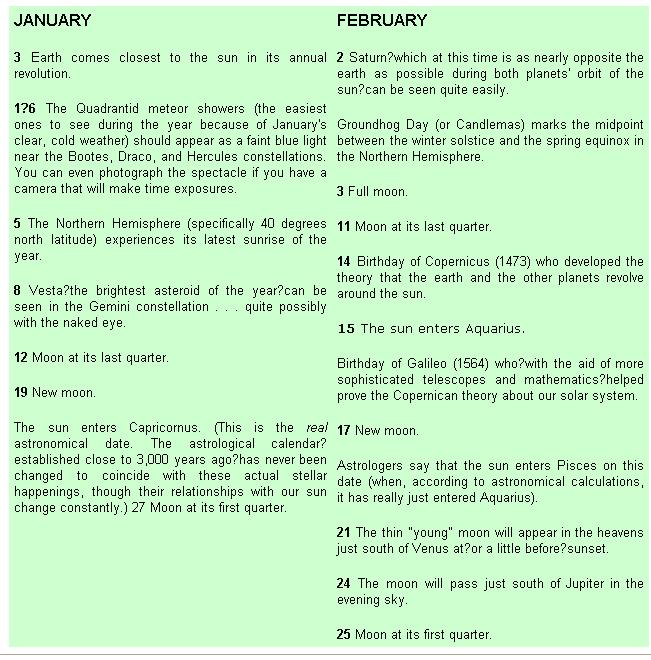 JANUARY
3 Earth comes closest to the sun in its annual
revolution.
1?6 The Quadrantid meteor showers (the easiest
ones to see during the year because of January's
clear, cold weather) should appear as a faint blue light
near the Bootes, Draco, and Hercules constellations.
You can even photograph the spectacle if you have a
camera that will make time exposures.
5 The Northern Hemisphere (specifically 40 degrees
north latitude) experiences its latest sunrise of the
year.
8 Vesta?the brightest asteroid of the year?can be
seen in the Gemini constellation . . . quite possibly
with the naked eye.
12 Moon at its last quarter.
19 New moon.
The sun enters Capricornus. (This is the real
astronomical date. The astrological calendar?
established close to 3,000 years ago?has never been
changed to coincide with these actual stellar
happenings, though their relationships with our sun
change constantly.) 27 Moon at its first quarter.
FEBRUARY
2 Saturn?which at this time is as nearly opposite the
earth as possible during both planets' orbit of the
sun?can be seen quite easily.
Groundhog Day (or Candlemas) marks the midpoint
between the winter solstice and the spring equinox in
the Northern Hemisphere.
3 Full moon.
11 Moon at its last quarter.
14 Birthday of Copernicus (1473) who developed the
theory that the earth and the other planets revolve
around the sun.
15 The sun enters Aquarius.
Birthday of Galileo (1564) who?with the aid of more
sophisticated telescopes and mathematics?helped
prove the Copernican theory about our solar system.
17 New moon.
Astrologers say that the sun enters Pisces on this
date (when, according to astronomical calculations,
it has really just entered Aquarius).
21 The thin "young" moon will appear in the heavens
just south of Venus at?or a little before?sunset.
24 The moon will pass just south of Jupiter in the
evening sky.
25 Moon at its first quarter.